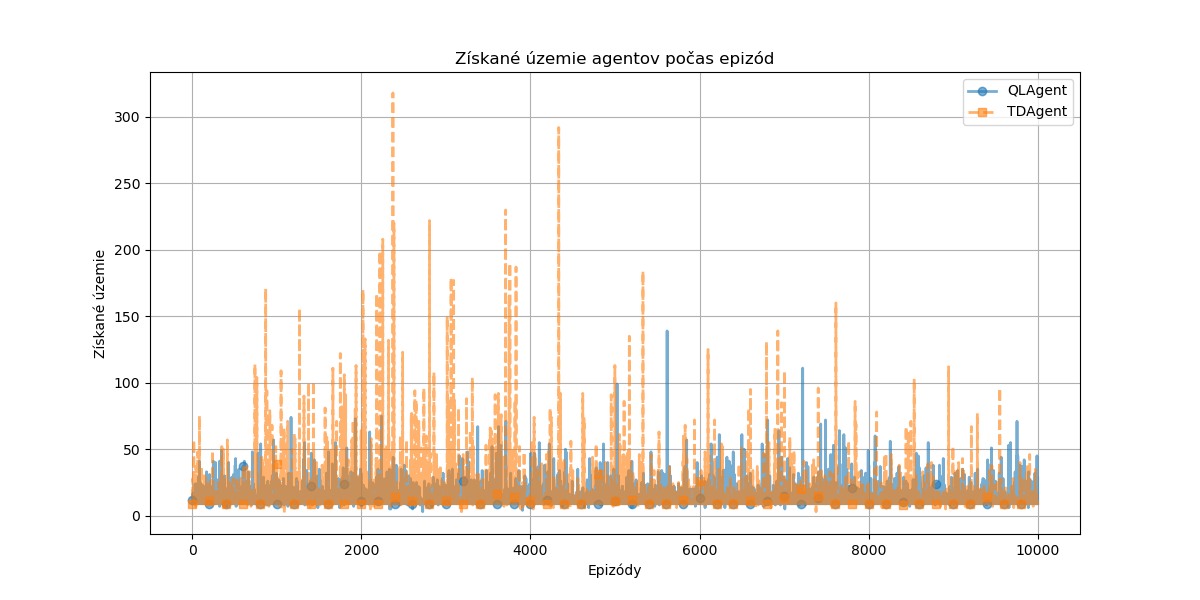 Získané územie agentov počas epizód
QLAgent
TDAgent
Získané územie
300
250
200
150
100
50
0
0 2000 4000 6000 8000 10000
Epizódy